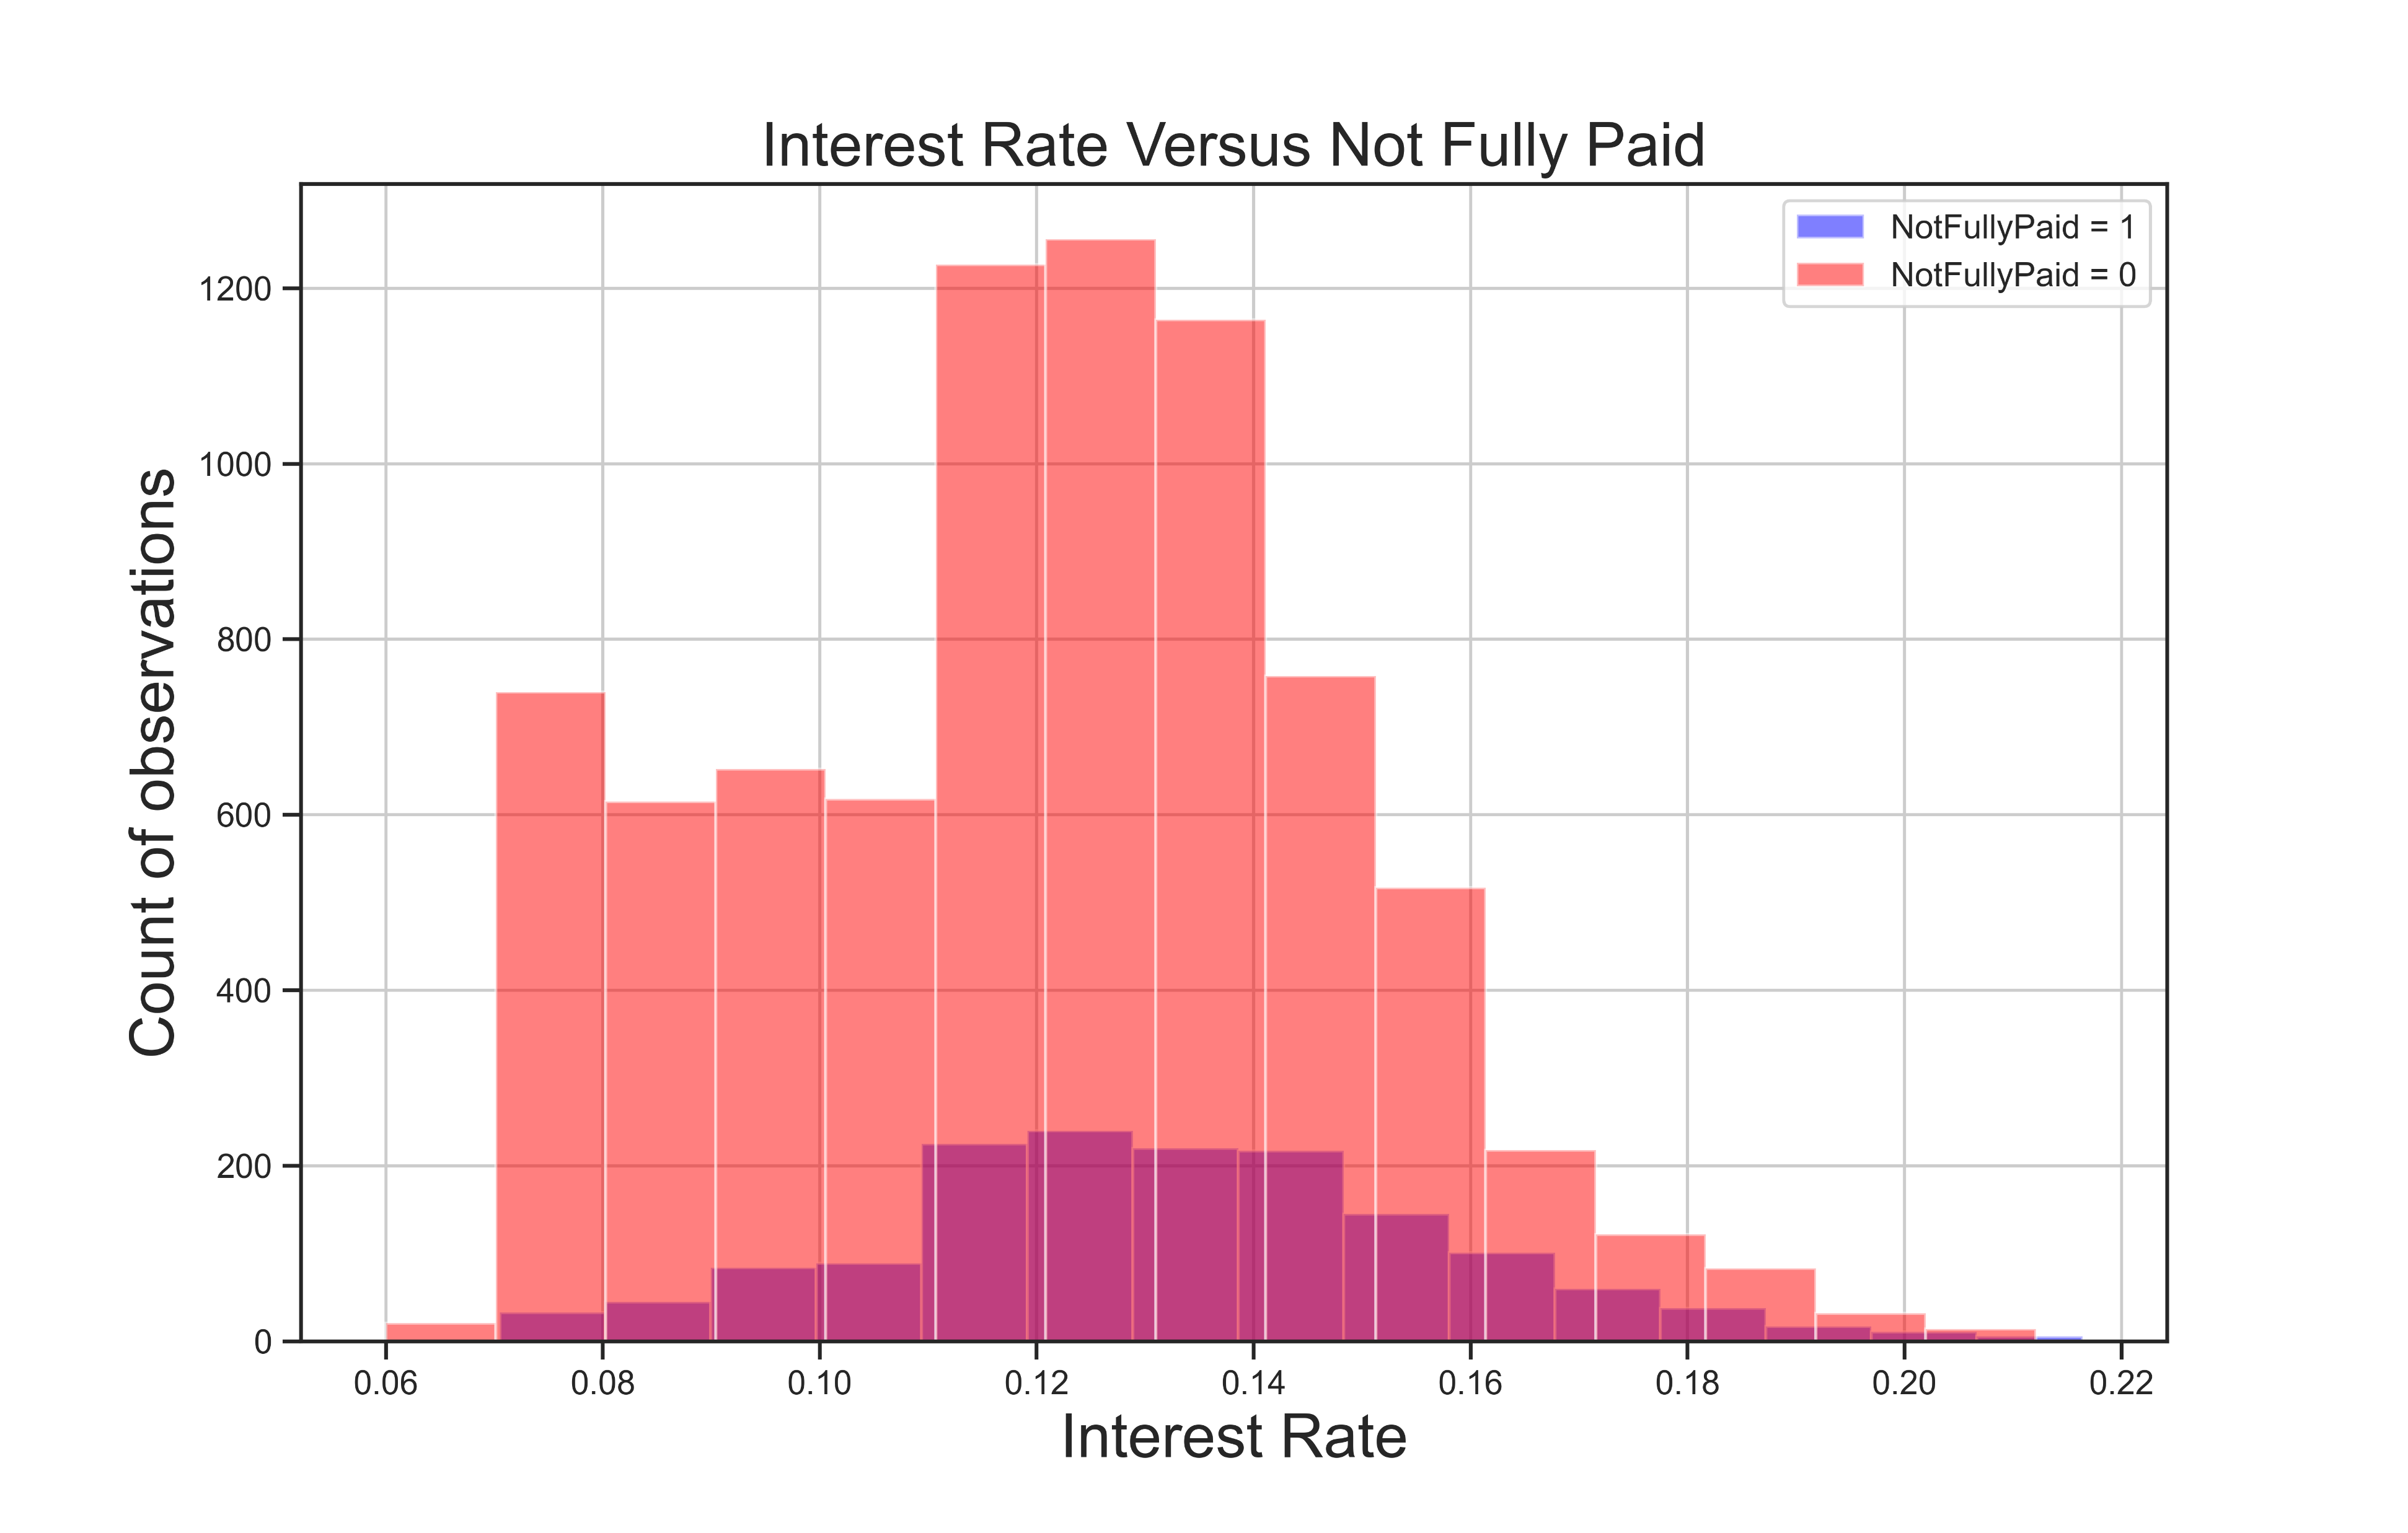 Interest Rate Versus Not Fully Paid
NotFullyPaid = 1
NotFullyPaid = 0
Count of observations
1200
1000
800
600
400
200
0
0.06 0.08 0.10 0.12 0.14 0.16 0.18 0.20 0.22
Interest Rate